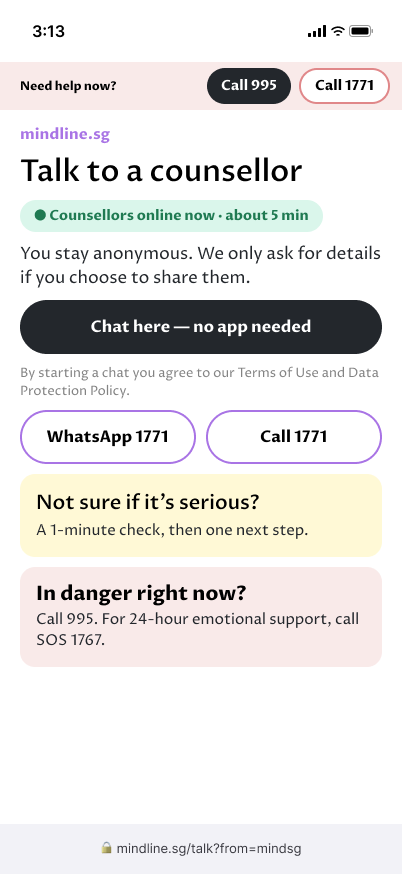 3:13
Need help now?
Call 995
Call 1771
mindline.sg
Talk to a counsellor
Counsellors online now · about 5 min
You stay anonymous. We only ask for details
if you choose to share them.
Chat here — no app needed
By starting a chat you agree to our Terms of Use and Data
Protection Policy.
WhatsApp 1771
Call 1771
Not sure if it’s serious?
A 1-minute check, then one next step.
In danger right now?
Call 995. For 24-hour emotional support, call
SOS 1767.
mindline.sg/talk?from=mindsg